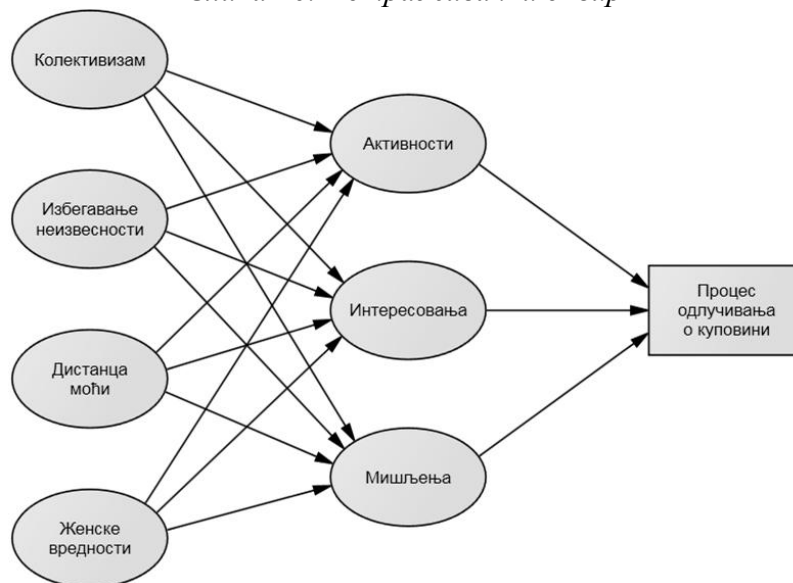 Колективизам
Избегавање
неизвесности
Дистанца
моћи
Женске
вредности
Активности
Интересовања
Мишљења
Процес
одлучивања
о куповини